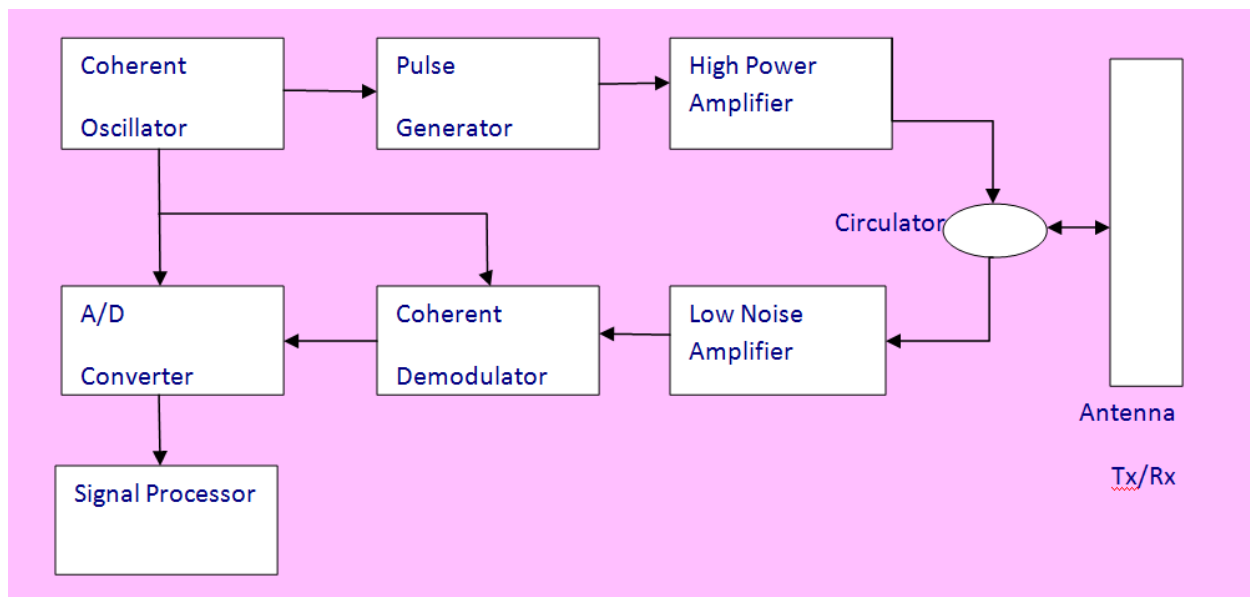 Coherent
Oscillator
Pulse
Generator
High Power
Amplifier
Circulator
A/D
Converter
Coherent
Demodulator
Low Noise
Amplifier
Antenna
Tx/Rx
Signal Processor